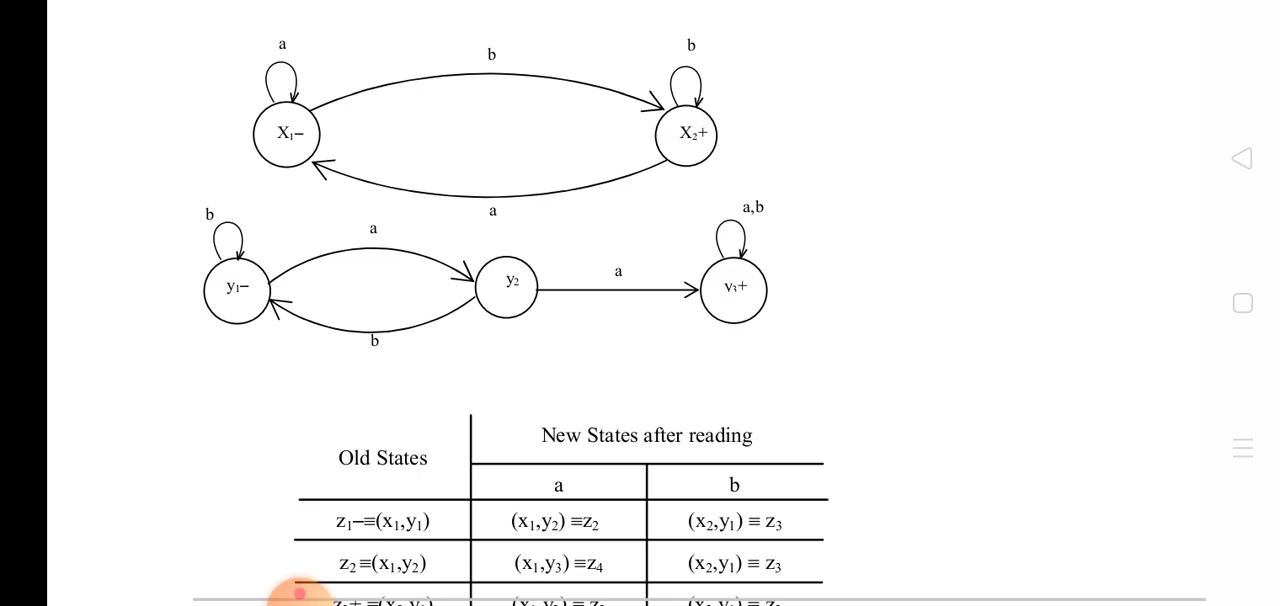 a
b
b
X₁–
X₂+
a
b
a
a,b
y₁–
y₂
a
y₃+
b
New States after reading
Old States
a
b
z₁–≡(x₁,y₁)
(x₁,y₂) ≡z₂
(x₂,y₁) ≡ z₃
z₂≡(x₁,y₂)
(x₁,y₃) ≡z₄
(x₂,y₁) ≡ z₃